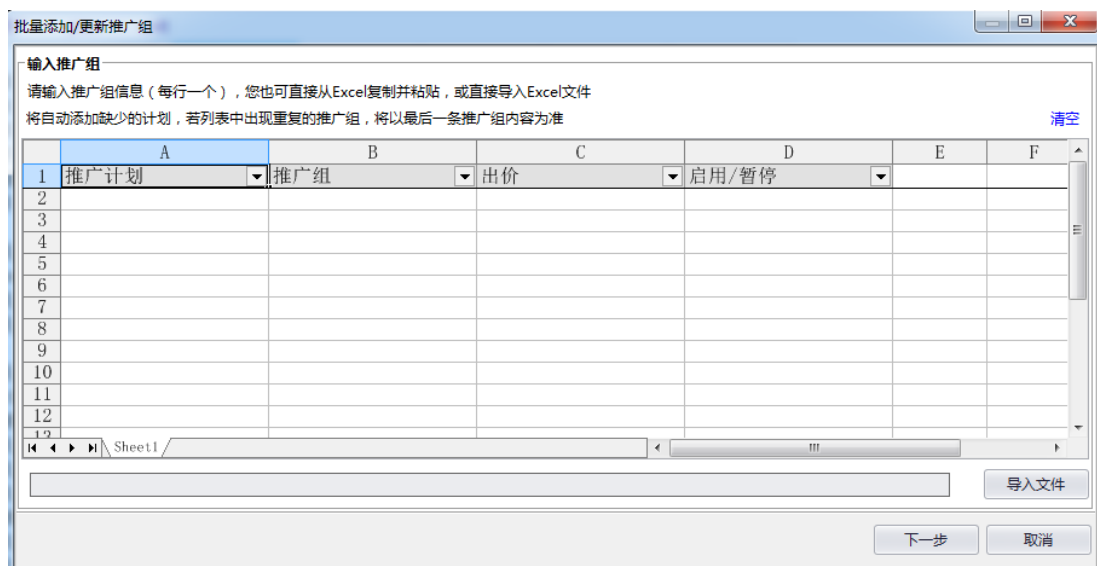 批量添加/更新推广组
输入推广组
请输入推广组信息（每行一个），您也可直接从Excel复制并粘贴，或直接导入Excel文件
将自动添加缺少的计划，若列表中出现重复的推广组，将以最后一条推广组内容为准 清空
A B C D E F
1 推广计划 推广组 出价 启用/暂停
2
3
4
5
6
7
8
9
10
11
12
13
Sheet1
导入文件
下一步 取消